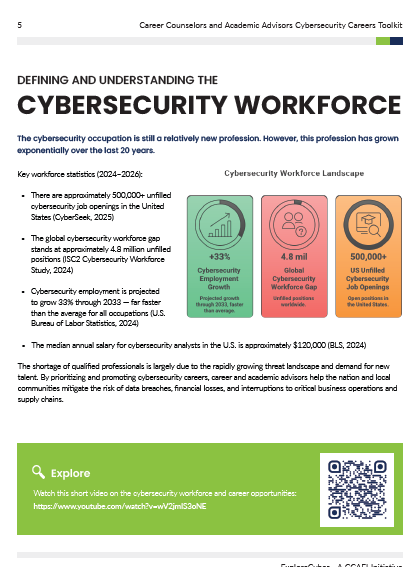 5
Career Counselors and Academic Advisors Cybersecurity Careers Toolkit
DEFINING AND UNDERSTANDING THE
CYBERSECURITY WORKFORCE
The cybersecurity occupation is still a relatively new profession. However, this profession has grown
exponentially over the last 20 years.
Key workforce statistics (2024–2026):
• There are approximately 500,000+ unfilled
cybersecurity job openings in the United
States (CyberSeek, 2025)
• The global cybersecurity workforce gap
stands at approximately 4.8 million unfilled
positions (ISC2 Cybersecurity Workforce
Study, 2024)
• Cybersecurity employment is projected
to grow 33% through 2033 — far faster
than the average for all occupations (U.S.
Bureau of Labor Statistics, 2024)
Cybersecurity Workforce Landscape
+33%
Cybersecurity
Employment
Growth
Projected growth
through 2033, faster
than average.
4.8 mil
Global
Cybersecurity
Workforce Gap
Unfilled positions
worldwide.
500,000+
US Unfilled
Cybersecurity
Job Openings
Open positions in
the United States.
• The median annual salary for cybersecurity analysts in the U.S. is approximately $120,000 (BLS, 2024)
The shortage of qualified professionals is largely due to the rapidly growing threat landscape and demand for new
talent. By prioritizing and promoting cybersecurity careers, career and academic advisors help the nation and local
communities mitigate the risk of data breaches, financial losses, and interruptions to critical business operations and
supply chains.
Explore
Watch this short video on the cybersecurity workforce and career opportunities:
https://www.youtube.com/watch?v=wV2jmIS3oNE